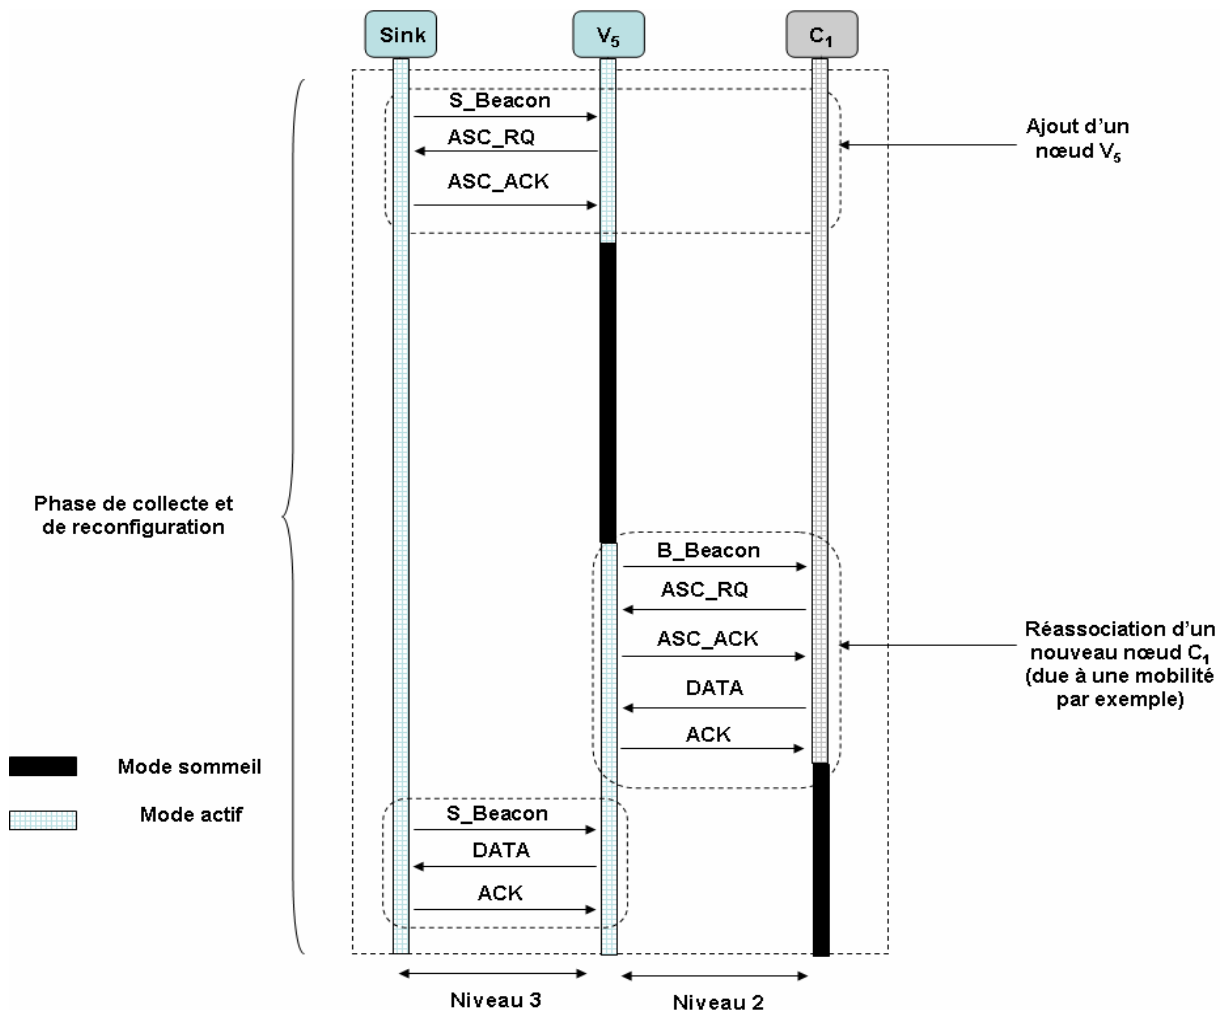 Sink
V5
C1
S_Beacon
ASC_RQ
ASC_ACK
Ajout d'un
nœud V5
Phase de collecte et
de reconfiguration
B_Beacon
ASC_RQ
ASC_ACK
DATA
ACK
Réassociation d'un
nouveau nœud C1
(due à une mobilité
par exemple)
Mode sommeil
Mode actif
S_Beacon
DATA
ACK
Niveau 3
Niveau 2